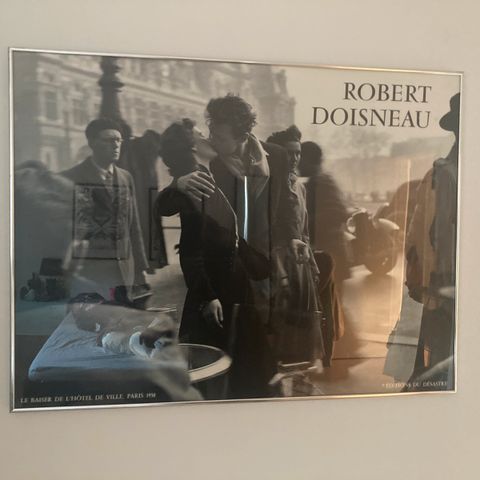 ROBERT
DOISNEAU
LE BAISER DE L'HÔTEL DE VILLE, PARIS 1950
© EDITIONS DU DÉSASTRE